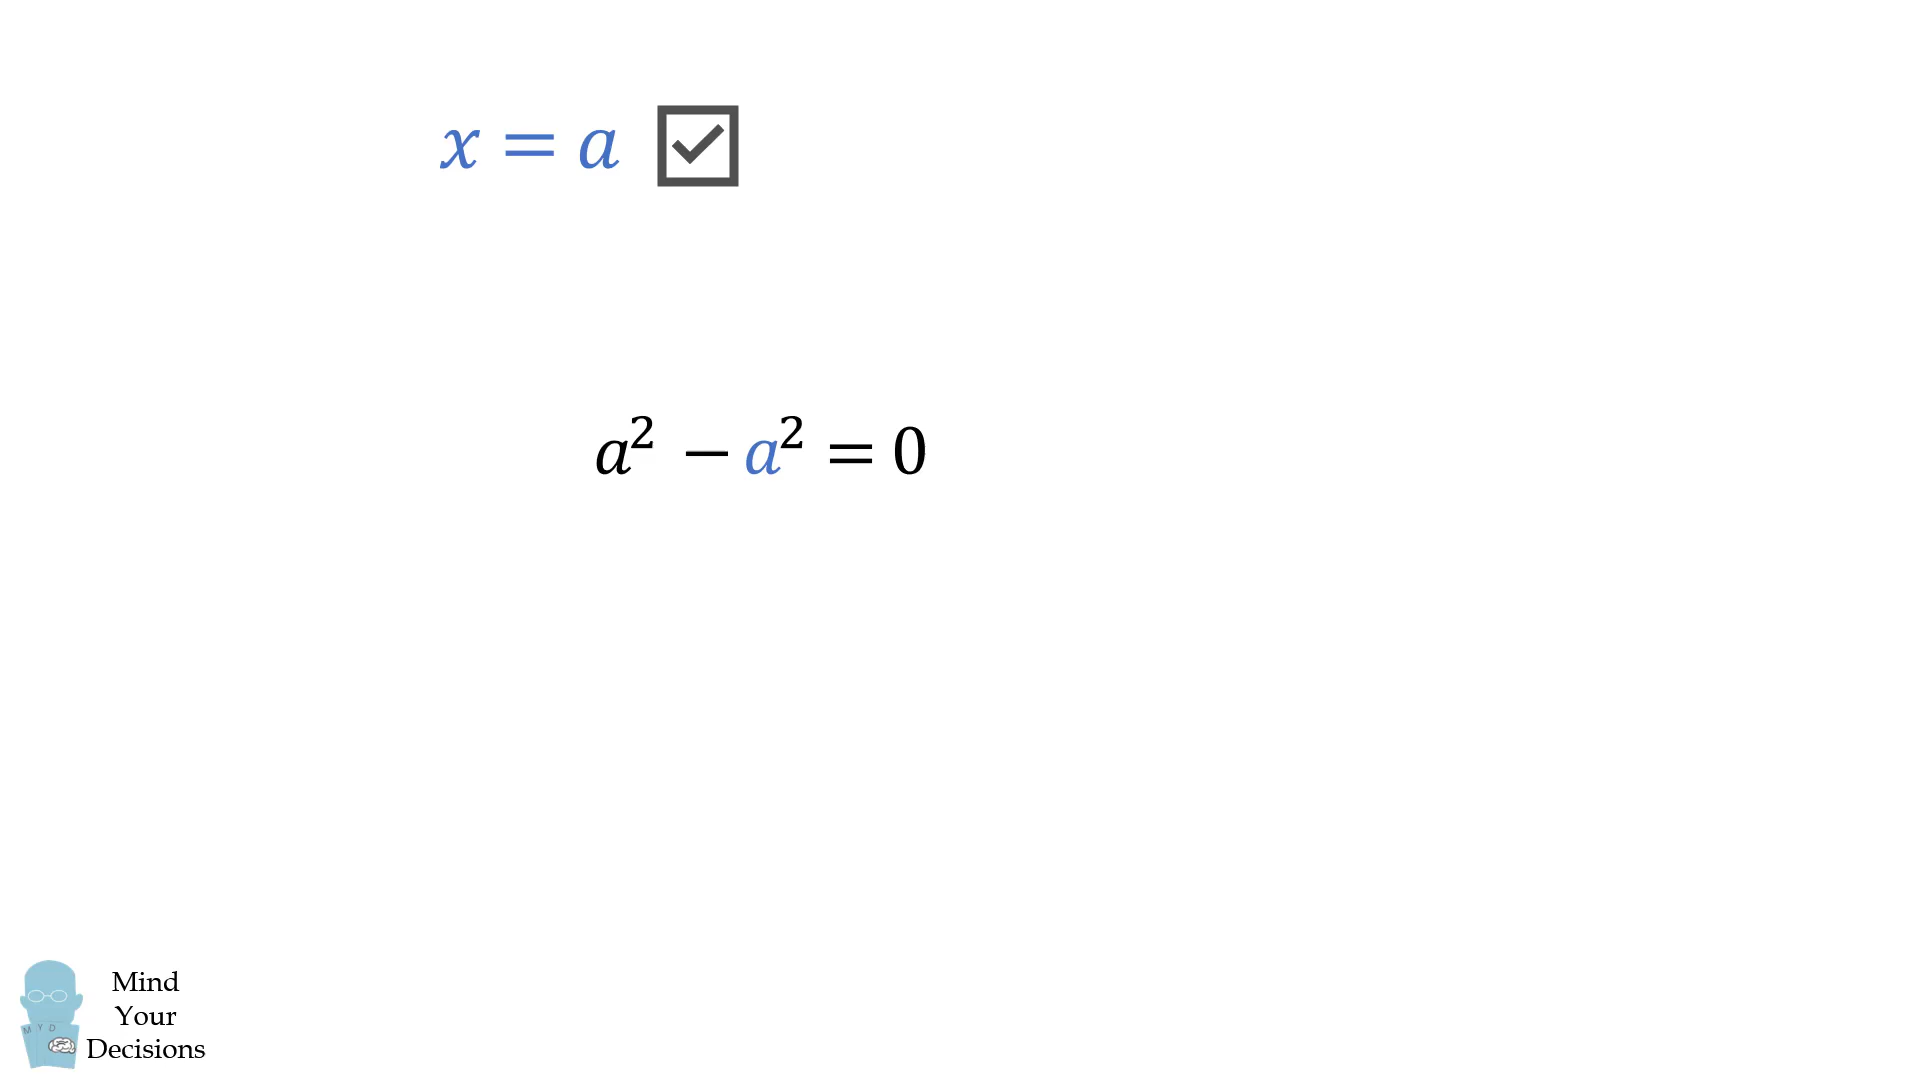 x = a
a² − a² = 0
M Y D
Mind
Your
Decisions